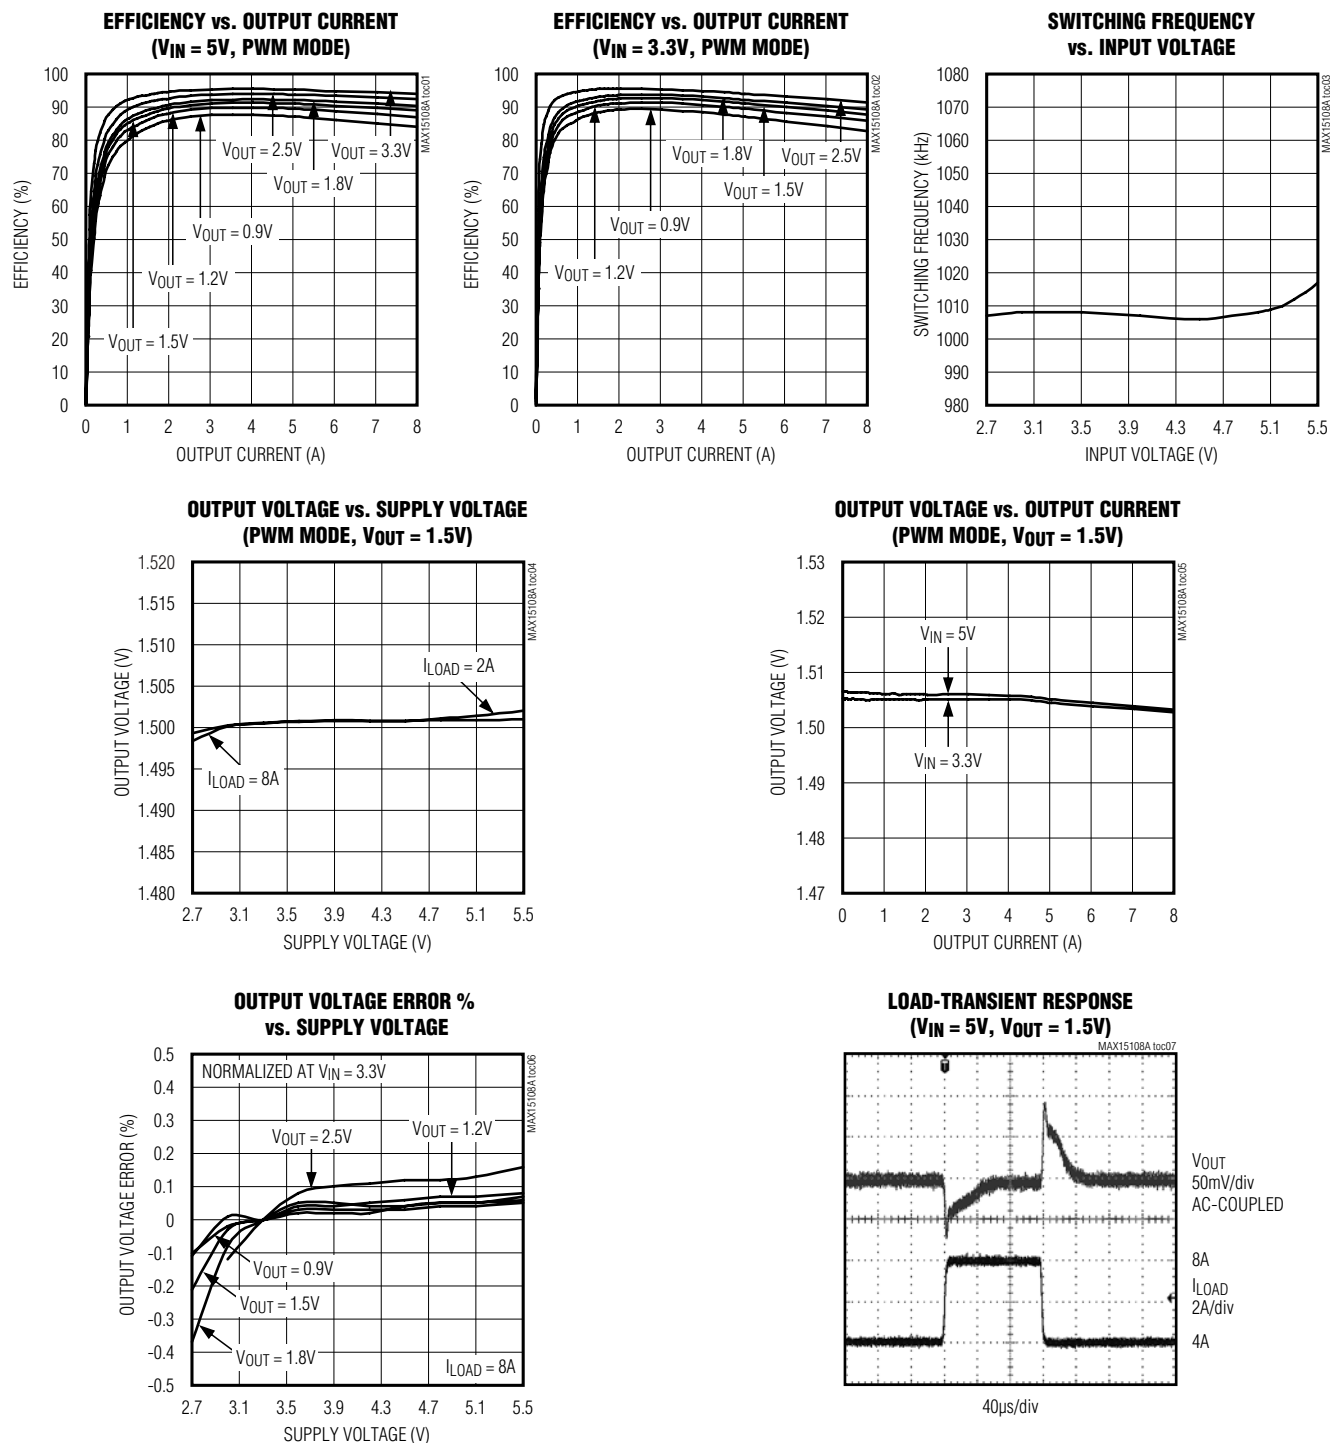 EFFICIENCY vs. OUTPUT CURRENT
(VIN = 5V, PWM MODE)
MAX15108A toc01
EFFICIENCY (%)
100
90
80
70
60
50
40
30
20
10
0
VOUT = 2.5V
VOUT = 3.3V
VOUT = 1.8V
VOUT = 0.9V
VOUT = 1.2V
VOUT = 1.5V
0 1 2 3 4 5 6 7 8
OUTPUT CURRENT (A)
EFFICIENCY vs. OUTPUT CURRENT
(VIN = 3.3V, PWM MODE)
MAX15108A toc02
EFFICIENCY (%)
100
90
80
70
60
50
40
30
20
10
0
VOUT = 1.8V
VOUT = 2.5V
VOUT = 1.5V
VOUT = 0.9V
VOUT = 1.2V
0 1 2 3 4 5 6 7 8
OUTPUT CURRENT (A)
SWITCHING FREQUENCY
vs. INPUT VOLTAGE
MAX15108A toc03
SWITCHING FREQUENCY (kHz)
1080
1070
1060
1050
1040
1030
1020
1010
1000
990
980
2.7 3.1 3.5 3.9 4.3 4.7 5.1 5.5
INPUT VOLTAGE (V)
OUTPUT VOLTAGE vs. SUPPLY VOLTAGE
(PWM MODE, VOUT = 1.5V)
MAX15108A toc04
OUTPUT VOLTAGE (V)
1.520
1.515
1.510
1.505
1.500
1.495
1.490
1.485
1.480
ILOAD = 2A
ILOAD = 8A
2.7 3.1 3.5 3.9 4.3 4.7 5.1 5.5
SUPPLY VOLTAGE (V)
OUTPUT VOLTAGE vs. OUTPUT CURRENT
(PWM MODE, VOUT = 1.5V)
MAX15108A toc05
OUTPUT VOLTAGE (V)
1.53
1.52
1.51
1.50
1.49
1.48
1.47
VIN = 5V
VIN = 3.3V
0 1 2 3 4 5 6 7 8
OUTPUT CURRENT (A)
OUTPUT VOLTAGE ERROR %
vs. SUPPLY VOLTAGE
MAX15108A toc06
OUTPUT VOLTAGE ERROR (%)
0.5
0.4
0.3
0.2
0.1
0
-0.1
-0.2
-0.3
-0.4
-0.5
NORMALIZED AT VIN = 3.3V
VOUT = 2.5V
VOUT = 1.2V
VOUT = 0.9V
VOUT = 1.5V
VOUT = 1.8V
ILOAD = 8A
2.7 3.1 3.5 3.9 4.3 4.7 5.1 5.5
SUPPLY VOLTAGE (V)
LOAD-TRANSIENT RESPONSE
(VIN = 5V, VOUT = 1.5V)
MAX15108A toc07
VOUT
50mV/div
AC-COUPLED
8A
ILOAD
2A/div
4A
40µs/div